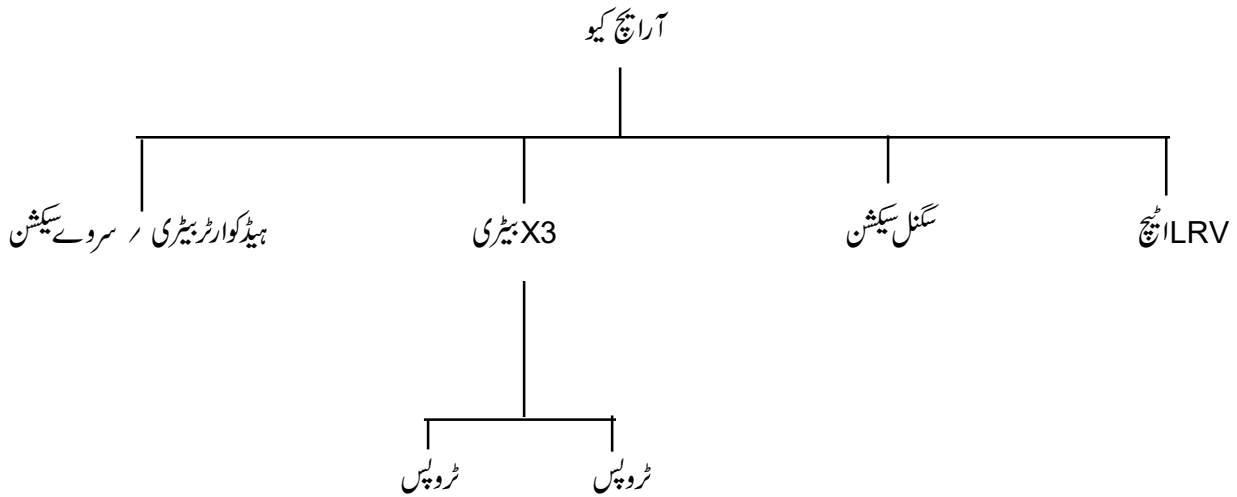 آر ایچ کیو
LRV اٹیچ
سگنل سیکشن
X3 بیٹری
ہیڈکوارٹر بیٹری / سروے سیکشن
ٹروپس
ٹروپس